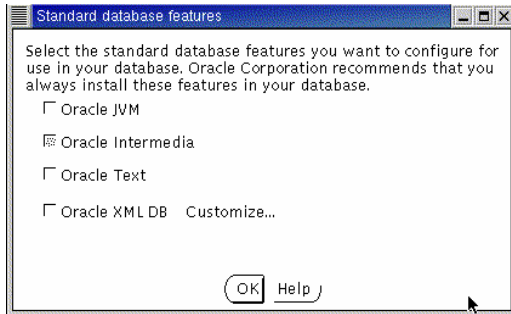 Standard database features
Select the standard database features you want to configure for
use in your database. Oracle Corporation recommends that you
always install these features in your database.
Oracle JVM
Oracle Intermedia
Oracle Text
Oracle XML DB Customize...
OK Help